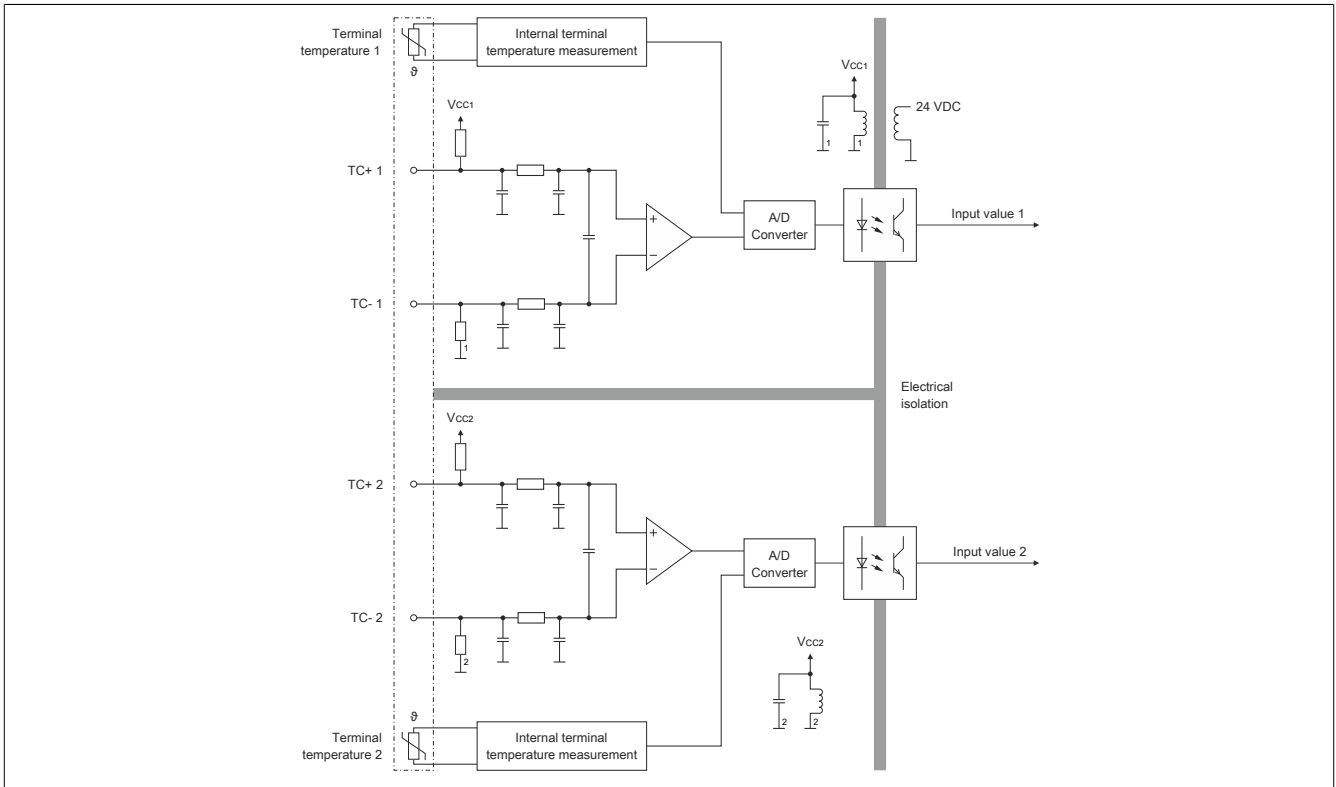 Terminal
temperature 1
ϑ
Internal terminal
temperature measurement
VCC1
1
1
24 VDC
VCC1
TC+ 1
+
−
A/D
Converter
Input value 1
TC- 1
1
Electrical
isolation
VCC2
TC+ 2
+
−
A/D
Converter
Input value 2
TC- 2
2
VCC2
2
2
ϑ
Terminal
temperature 2
Internal terminal
temperature measurement